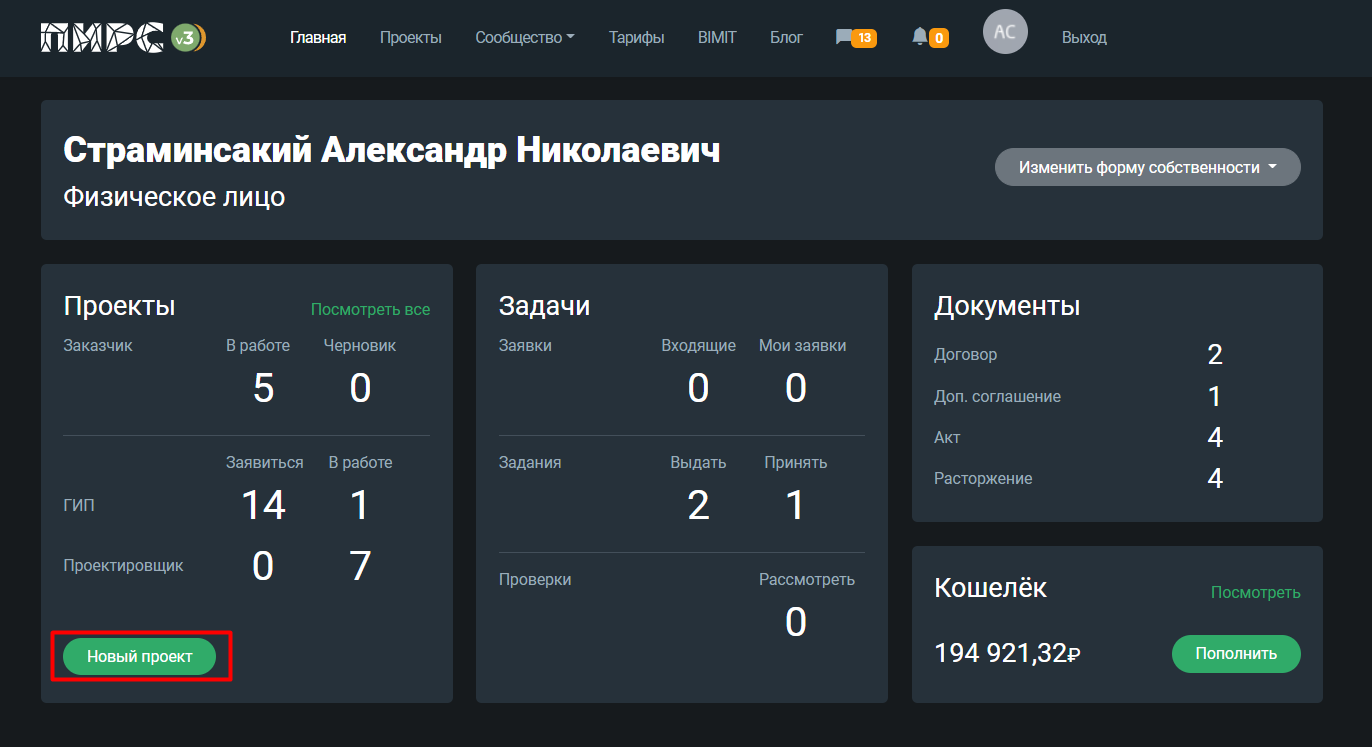 ПИРС v3 Главная Проекты Сообщество Тарифы BIMIT Блог 13 0 АС Выход
Страминсакий Александр Николаевич
Изменить форму собственности
Физическое лицо
Проекты Посмотреть все
Заказчик В работе Черновик
5 0
Заявиться В работе
ГИП 14 1
Проектировщик 0 7
Новый проект
Задачи
Заявки Входящие Мои заявки
0 0
Задания Выдать Принять
2 1
Проверки Рассмотреть
0
Документы
Договор 2
Доп. соглашение 1
Акт 4
Расторжение 4
Кошелёк Посмотреть
194 921,32₽ Пополнить